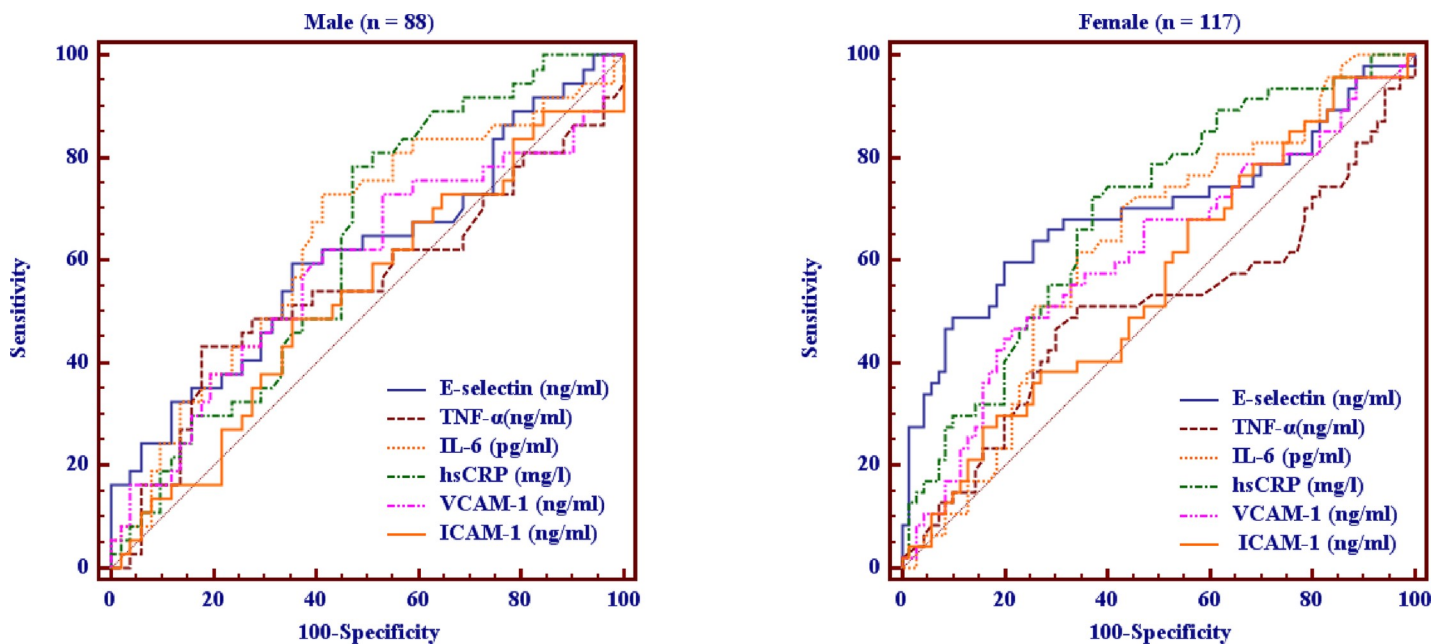 Male (n = 88)
100
80
60
40
20
0
Sensitivity
E-selectin (ng/ml)
TNF-α(ng/ml)
IL-6 (pg/ml)
hsCRP (mg/l)
VCAM-1 (ng/ml)
ICAM-1 (ng/ml)
0 20 40 60 80 100
100-Specificity
Female (n = 117)
100
80
60
40
20
0
Sensitivity
E-selectin (ng/ml)
TNF-α(ng/ml)
IL-6 (pg/ml)
hsCRP (mg/l)
VCAM-1 (ng/ml)
ICAM-1 (ng/ml)
0 20 40 60 80 100
100-Specificity